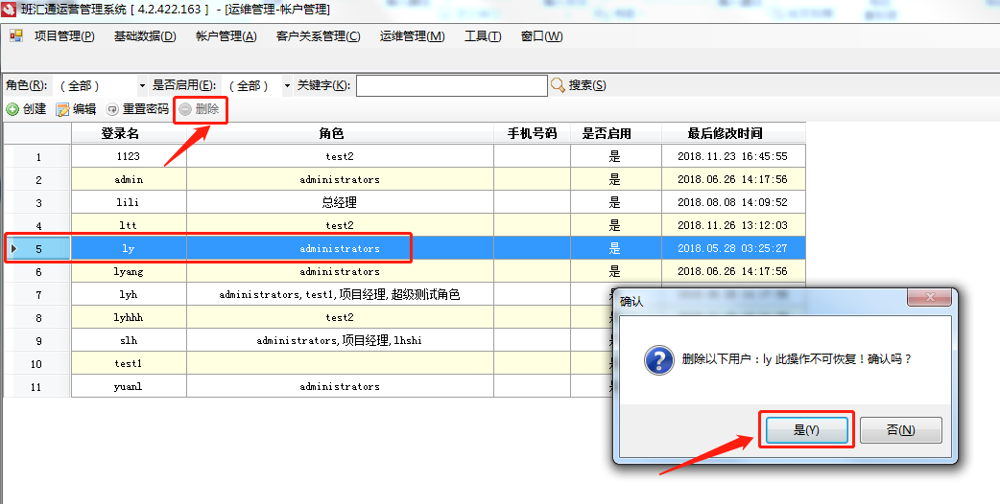 班汇通运营管理系统 [ 4.2.422.163 ] - [运维管理-帐户管理]
项目管理(P) 基础数据(D) 帐户管理(A) 客户关系管理(C) 运维管理(M) 工具(T) 窗口(W)
角色(R): （全部） 是否启用(E): （全部） 关键字(K): 搜索(S)
创建 编辑 重置密码 删除
登录名 角色 手机号码 是否启用 最后修改时间
1 1123 test2 是 2018.11.23 16:45:55
2 admin administrators 是 2018.06.26 14:17:56
3 lili 总经理 是 2018.08.08 14:09:52
4 ltt test2 是 2018.11.26 13:12:03
5 ly administrators 是 2018.05.28 03:25:27
6 lyang administrators 是 2018.06.26 14:17:56
7 lyh administrators,test1,项目经理,超级测试角色
8 lyhhh test2
9 slh administrators,项目经理,lhshi
10 test1
11 yuanl administrators
确认
删除以下用户：ly 此操作不可恢复！确认吗？
是(Y) 否(N)